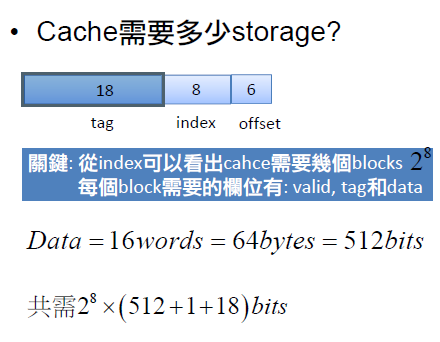 • Cache需要多少storage?
18 8 6
tag index offset
關鍵: 從index可以看出cahce需要幾個blocks 2^8
每個block需要的欄位有: valid, tag和data
Data = 16words = 64bytes = 512bits
共需2^8 × (512+1+18)bits